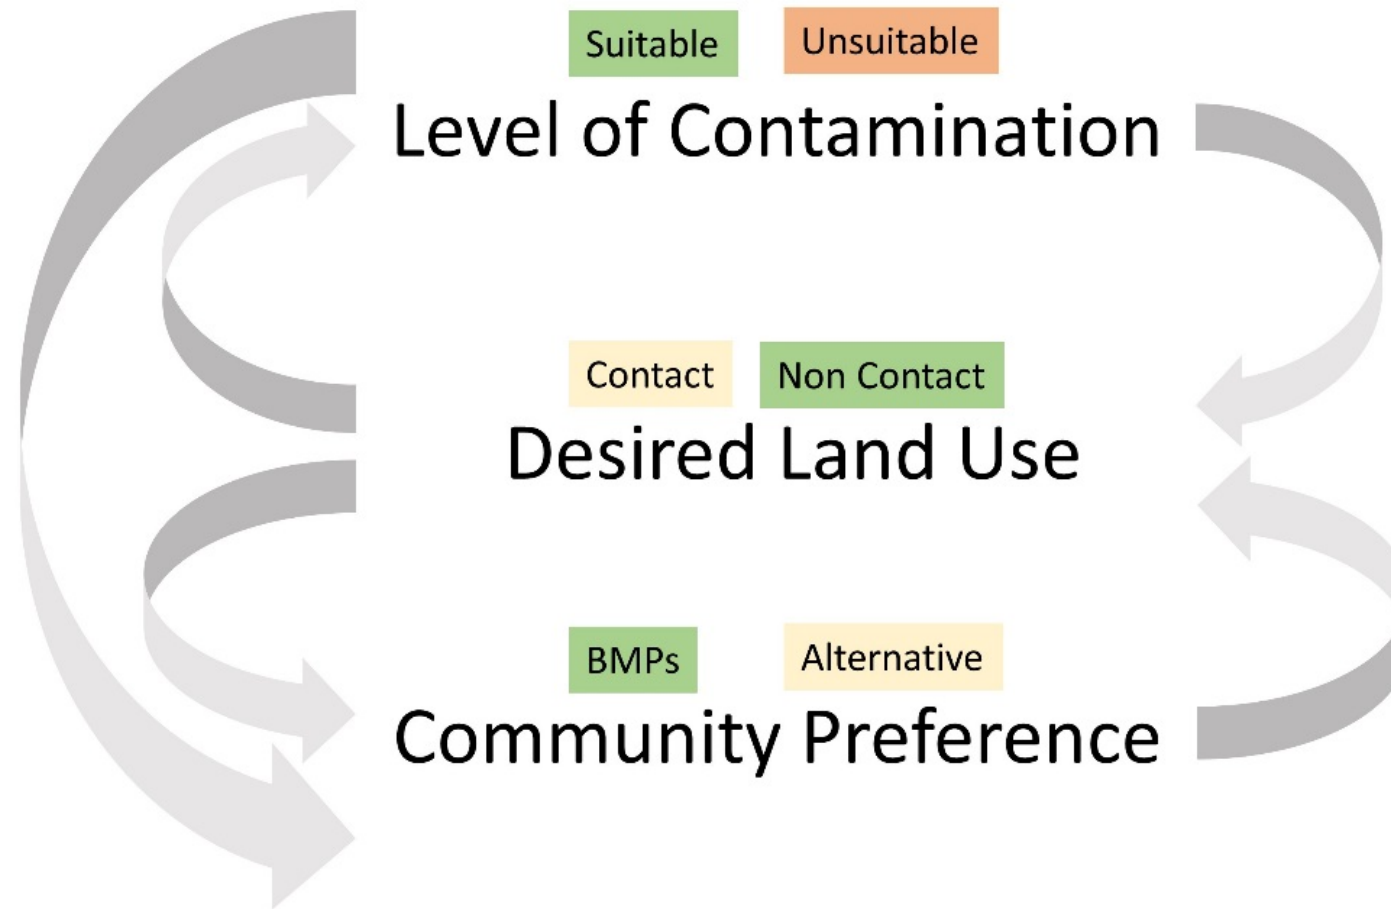 Suitable Unsuitable
Level of Contamination
Contact Non Contact
Desired Land Use
BMPs Alternative
Community Preference